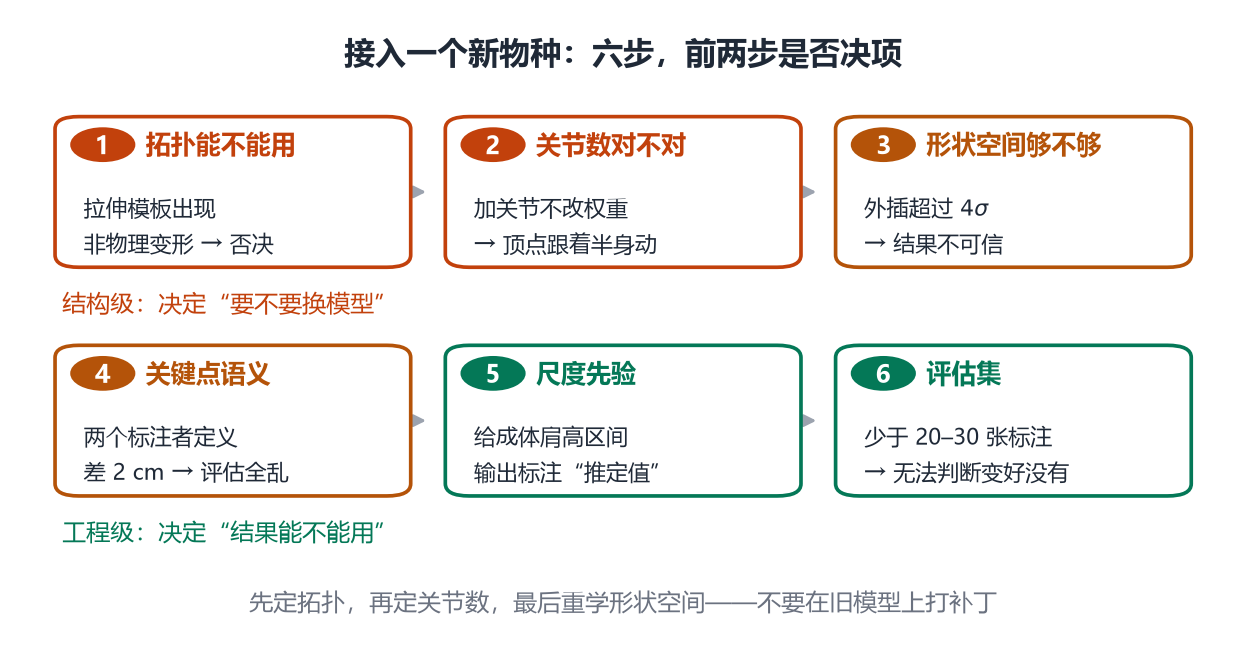 接入一个新物种：六步，前两步是否决项
1 拓扑能不能用
拉伸模板出现
非物理变形 → 否决
2 关节数对不对
加关节不改权重
→ 顶点跟着半身动
3 形状空间够不够
外插超过 4σ
→ 结果不可信
结构级：决定“要不要换模型”
4 关键点语义
两个标注者定义
差 2 cm → 评估全乱
5 尺度先验
给成体肩高区间
输出标注“推定值”
6 评估集
少于 20–30 张标注
→ 无法判断变好没有
工程级：决定“结果能不能用”
先定拓扑，再定关节数，最后重学形状空间——不要在旧模型上打补丁